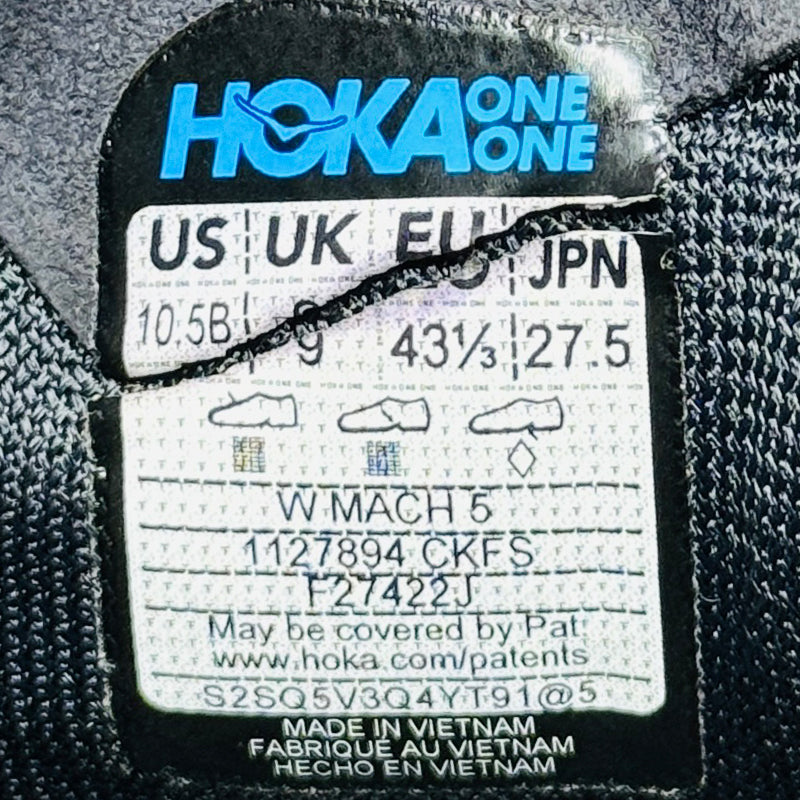 HOKA ONE ONE
US UK EU JPN
10.5B 9 43⅓ 27.5
W MACH 5
1127894 CKFS
F27422J
May be covered by Pat:
www.hoka.com/patents
S2SQ5V3Q4YT91@5
MADE IN VIETNAM
FABRIQUE AU VIETNAM
HECHO EN VIETNAM